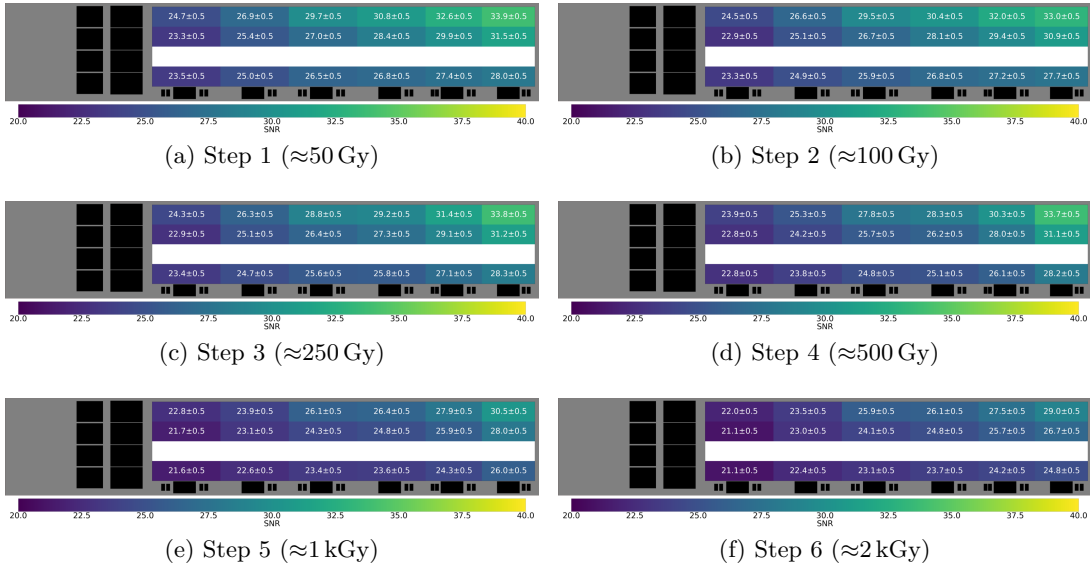 24.7±0.5 26.9±0.5 29.7±0.5 30.8±0.5 32.6±0.5 33.9±0.5
23.3±0.5 25.4±0.5 27.0±0.5 28.4±0.5 29.9±0.5 31.5±0.5
23.5±0.5 25.0±0.5 26.5±0.5 26.8±0.5 27.4±0.5 28.0±0.5
20.0 22.5 25.0 27.5 30.0 32.5 35.0 37.5 40.0
SNR
(a) Step 1 (≈50 Gy)
24.5±0.5 26.6±0.5 29.5±0.5 30.4±0.5 32.0±0.5 33.0±0.5
22.9±0.5 25.1±0.5 26.7±0.5 28.1±0.5 29.4±0.5 30.9±0.5
23.3±0.5 24.9±0.5 25.9±0.5 26.8±0.5 27.2±0.5 27.7±0.5
20.0 22.5 25.0 27.5 30.0 32.5 35.0 37.5 40.0
SNR
(b) Step 2 (≈100 Gy)
24.3±0.5 26.3±0.5 28.8±0.5 29.2±0.5 31.4±0.5 33.8±0.5
22.9±0.5 25.1±0.5 26.4±0.5 27.3±0.5 29.1±0.5 31.2±0.5
23.4±0.5 24.7±0.5 25.6±0.5 25.8±0.5 27.1±0.5 28.3±0.5
20.0 22.5 25.0 27.5 30.0 32.5 35.0 37.5 40.0
SNR
(c) Step 3 (≈250 Gy)
23.9±0.5 25.3±0.5 27.8±0.5 28.3±0.5 30.3±0.5 33.7±0.5
22.8±0.5 24.2±0.5 25.7±0.5 26.2±0.5 28.0±0.5 31.1±0.5
22.8±0.5 23.8±0.5 24.8±0.5 25.1±0.5 26.1±0.5 28.2±0.5
20.0 22.5 25.0 27.5 30.0 32.5 35.0 37.5 40.0
SNR
(d) Step 4 (≈500 Gy)
22.8±0.5 23.9±0.5 26.1±0.5 26.4±0.5 27.9±0.5 30.5±0.5
21.7±0.5 23.1±0.5 24.3±0.5 24.8±0.5 25.9±0.5 28.0±0.5
21.6±0.5 22.6±0.5 23.4±0.5 23.6±0.5 24.3±0.5 26.0±0.5
20.0 22.5 25.0 27.5 30.0 32.5 35.0 37.5 40.0
SNR
(e) Step 5 (≈1 kGy)
22.0±0.5 23.5±0.5 25.9±0.5 26.1±0.5 27.5±0.5 29.0±0.5
21.1±0.5 23.0±0.5 24.1±0.5 24.8±0.5 25.7±0.5 26.7±0.5
21.1±0.5 22.4±0.5 23.1±0.5 23.7±0.5 24.2±0.5 24.8±0.5
20.0 22.5 25.0 27.5 30.0 32.5 35.0 37.5 40.0
SNR
(f) Step 6 (≈2 kGy)